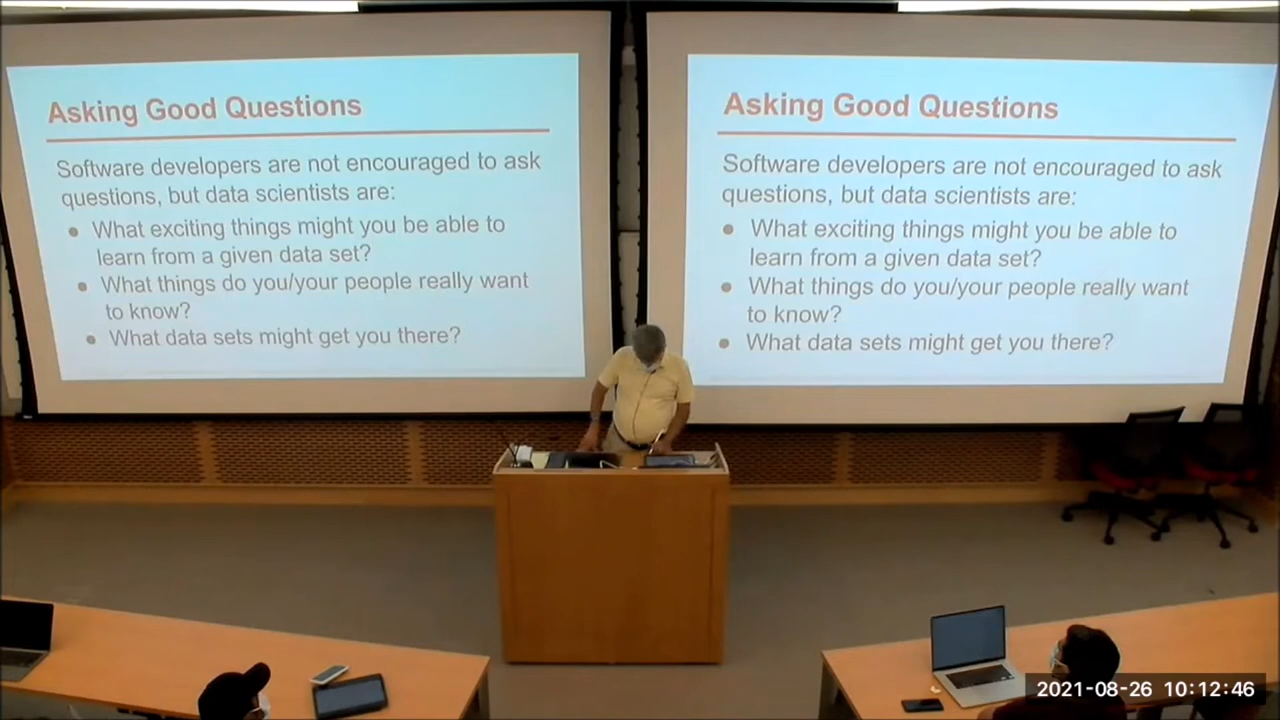 Asking Good Questions
Software developers are not encouraged to ask
questions, but data scientists are:
• What exciting things might you be able to
learn from a given data set?
• What things do you/your people really want
to know?
• What data sets might get you there?
Asking Good Questions
Software developers are not encouraged to ask
questions, but data scientists are:
• What exciting things might you be able to
learn from a given data set?
• What things do you/your people really want
to know?
• What data sets might get you there?
2021-08-26 10:12:46